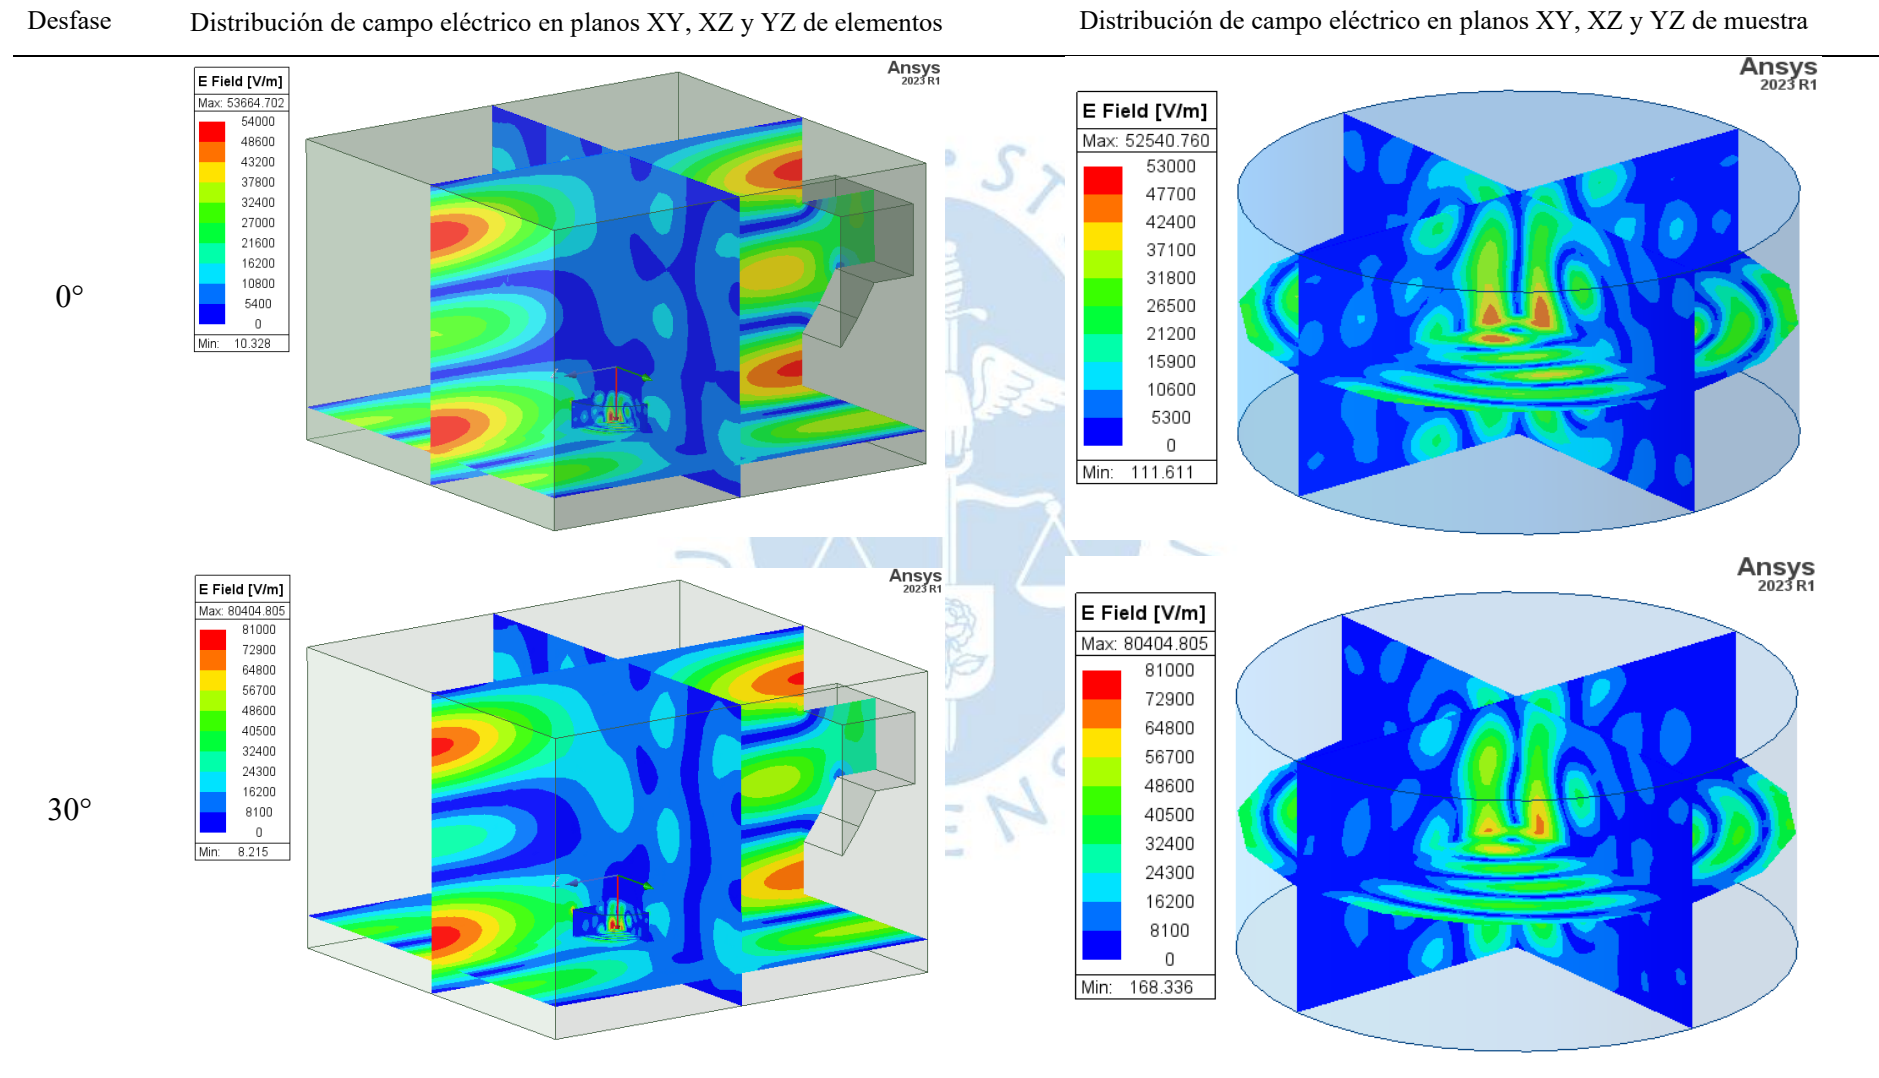 Desfase
Distribución de campo eléctrico en planos XY, XZ y YZ de elementos
Distribución de campo eléctrico en planos XY, XZ y YZ de muestra
0°
E Field [V/m]
Max: 53664.702
54000
48600
43200
37800
32400
27000
21600
16200
10800
5400
0
Min: 10.328
Ansys
2023 R1
E Field [V/m]
Max: 52540.760
53000
47700
42400
37100
31800
26500
21200
15900
10600
5300
0
Min: 111.611
Ansys
2023 R1
30°
E Field [V/m]
Max: 80404.805
81000
72900
64800
56700
48600
40500
32400
24300
16200
8100
0
Min: 8.215
Ansys
2023 R1
E Field [V/m]
Max: 80404.805
81000
72900
64800
56700
48600
40500
32400
24300
16200
8100
0
Min: 168.336
Ansys
2023 R1